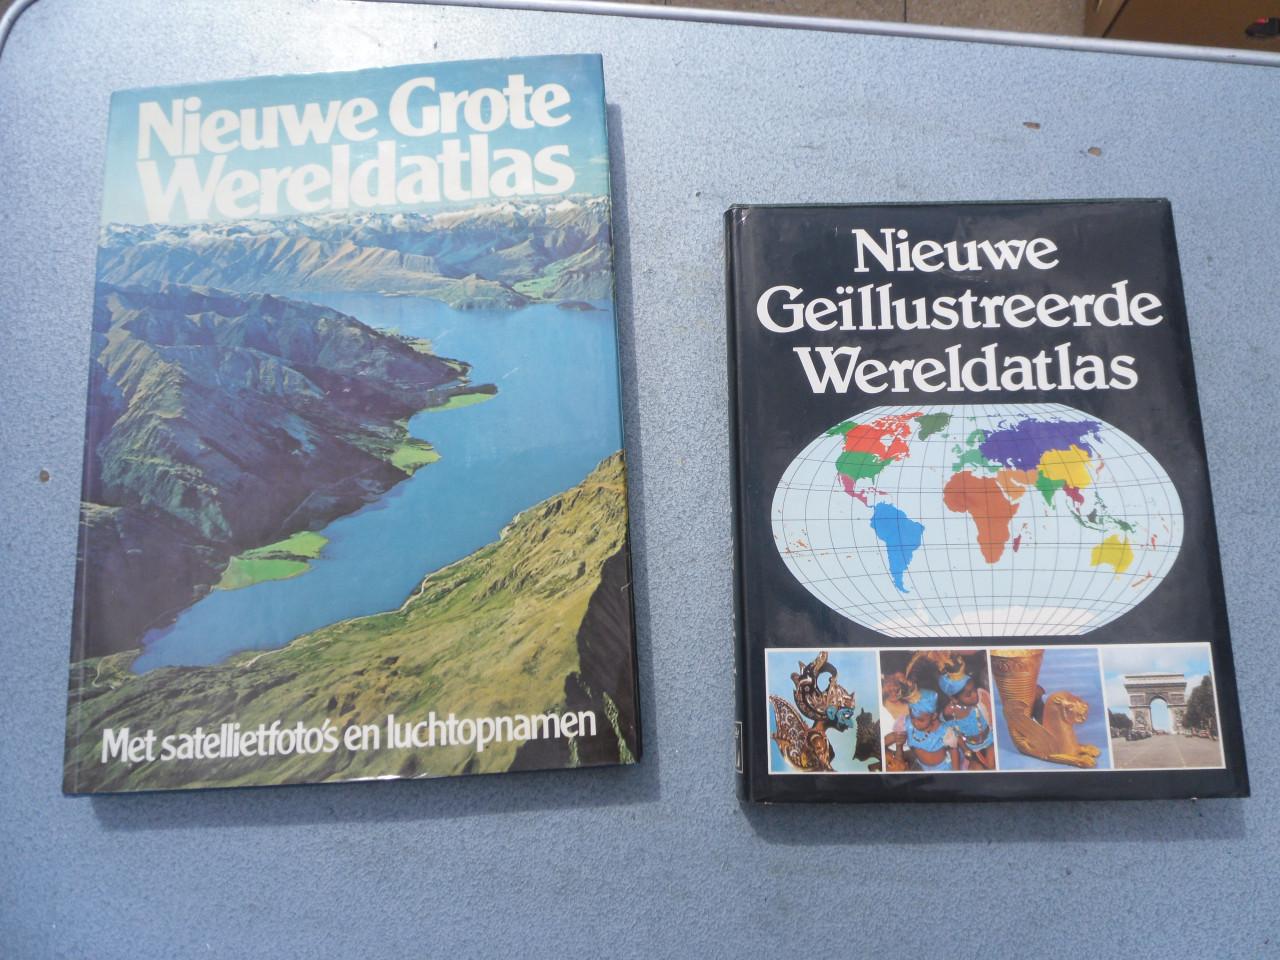 Nieuwe Grote
Wereldatlas
Met satellietfoto's en luchtopnamen
Nieuwe
Geïllustreerde
Wereldatlas